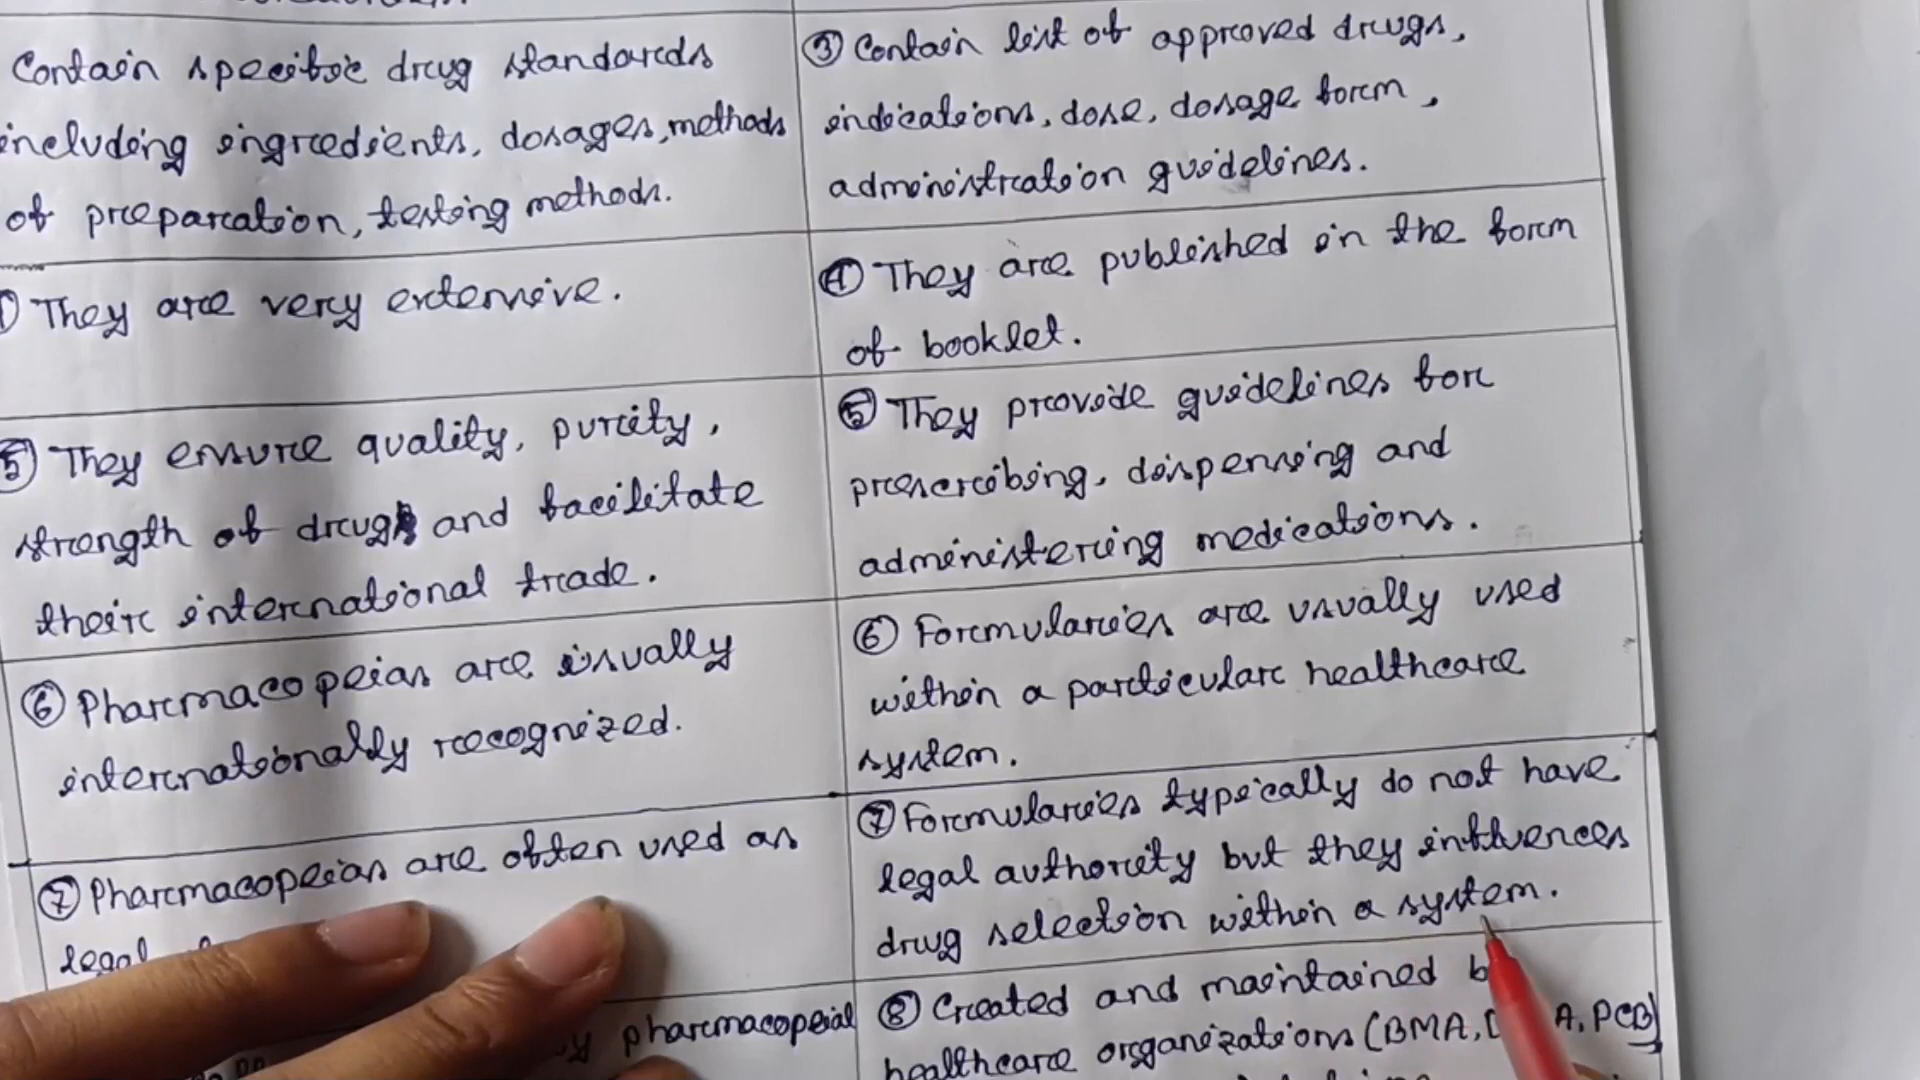 Contain specific drug standards
including ingredients, dosages, methods
of preparation, testing methods.
They are very extensive.
⑤ They ensure quality, purity,
strength of drugs and facilitate
their international trade.
⑥ Pharmacopeias are usually
internationally recognized.
⑦ Pharmacopeias are often used as
legal
pharmacopeial
③ Contain list of approved drugs,
indications, dose, dosage form,
administration guidelines.
④ They are published in the form
of booklet.
⑤ They provide guidelines for
prescribing, dispensing and
administering medications.
⑥ Formularies are usually used
within a particular healthcare
system.
⑦ Formularies typically do not have
legal authority but they influences
drug selection within a system.
⑧ Created and maintained
healthcare organizations (BMA, PCB)